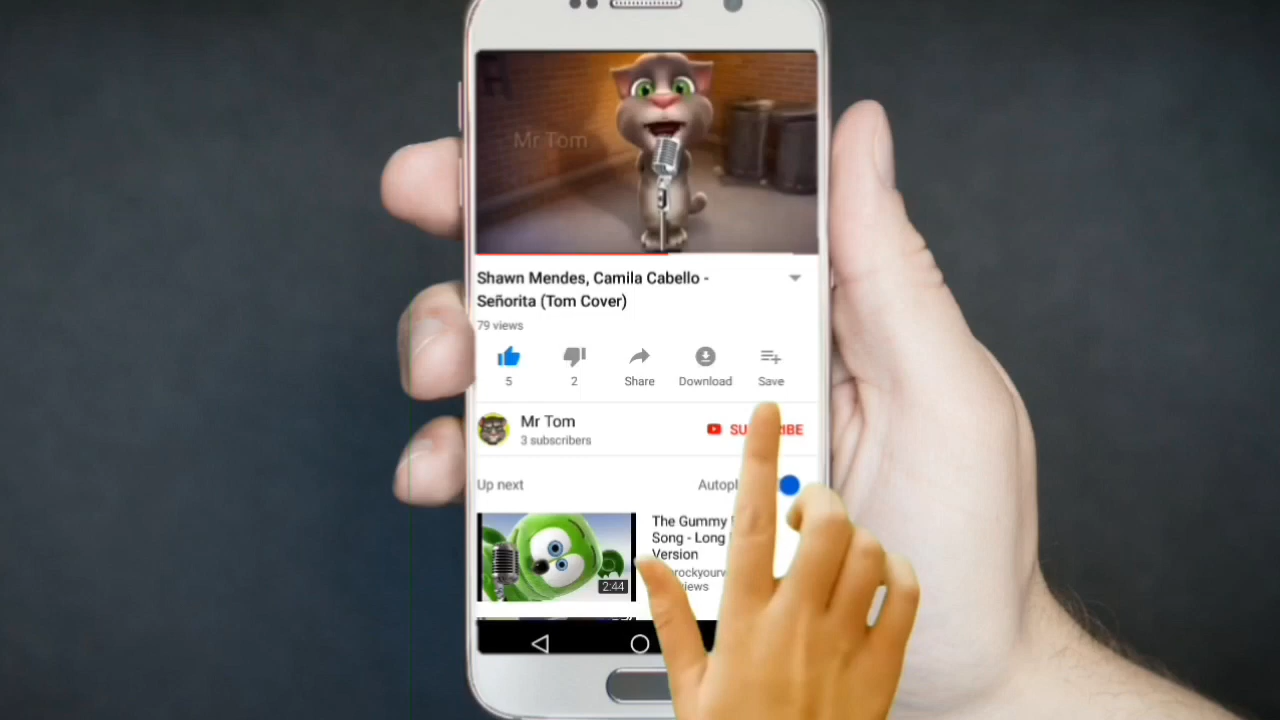 Mr Tom
Shawn Mendes, Camila Cabello -
Señorita (Tom Cover)
79 views
5
2
Share
Download
Save
Mr Tom
3 subscribers
Up next
The Gummy
Song - Long
Version
2:44